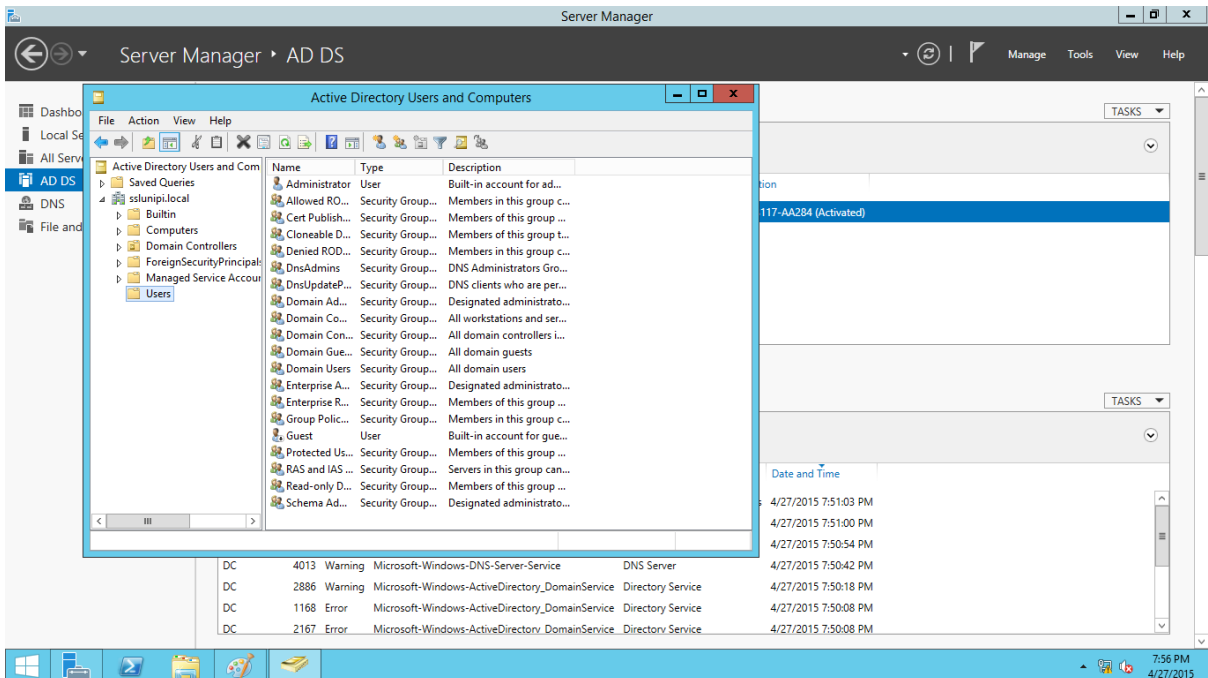 Server Manager
Server Manager • AD DS
Manage Tools View Help
Dashbo
Local Se
All Serve
AD DS
DNS
File and
TASKS
tion
117-AA284 (Activated)
Active Directory Users and Computers
File Action View Help
Active Directory Users and Com
Saved Queries
sslunipi.local
Builtin
Computers
Domain Controllers
ForeignSecurityPrincipals
Managed Service Accour
Users
Name Type Description
Administrator User Built-in account for ad...
Allowed RO... Security Group... Members in this group c...
Cert Publish... Security Group... Members of this group ...
Cloneable D... Security Group... Members of this group t...
Denied ROD... Security Group... Members in this group c...
DnsAdmins Security Group... DNS Administrators Gro...
DnsUpdateP... Security Group... DNS clients who are per...
Domain Ad... Security Group... Designated administrato...
Domain Co... Security Group... All workstations and ser...
Domain Con... Security Group... All domain controllers i...
Domain Gue... Security Group... All domain guests
Domain Users Security Group... All domain users
Enterprise A... Security Group... Designated administrato...
Enterprise R... Security Group... Members of this group ...
Group Polic... Security Group... Members in this group c...
Guest User Built-in account for gue...
Protected Us... Security Group... Members of this group ...
RAS and IAS ... Security Group... Servers in this group can...
Read-only D... Security Group... Members of this group ...
Schema Ad... Security Group... Designated administrato...
TASKS
Date and Time
4/27/2015 7:51:03 PM
4/27/2015 7:51:00 PM
4/27/2015 7:50:54 PM
DC 4013 Warning Microsoft-Windows-DNS-Server-Service DNS Server 4/27/2015 7:50:42 PM
DC 2886 Warning Microsoft-Windows-ActiveDirectory_DomainService Directory Service 4/27/2015 7:50:18 PM
DC 1168 Error Microsoft-Windows-ActiveDirectory_DomainService Directory Service 4/27/2015 7:50:08 PM
DC 2167 Error Microsoft-Windows-ActiveDirectory_DomainService Directory Service 4/27/2015 7:50:08 PM
7:56 PM
4/27/2015